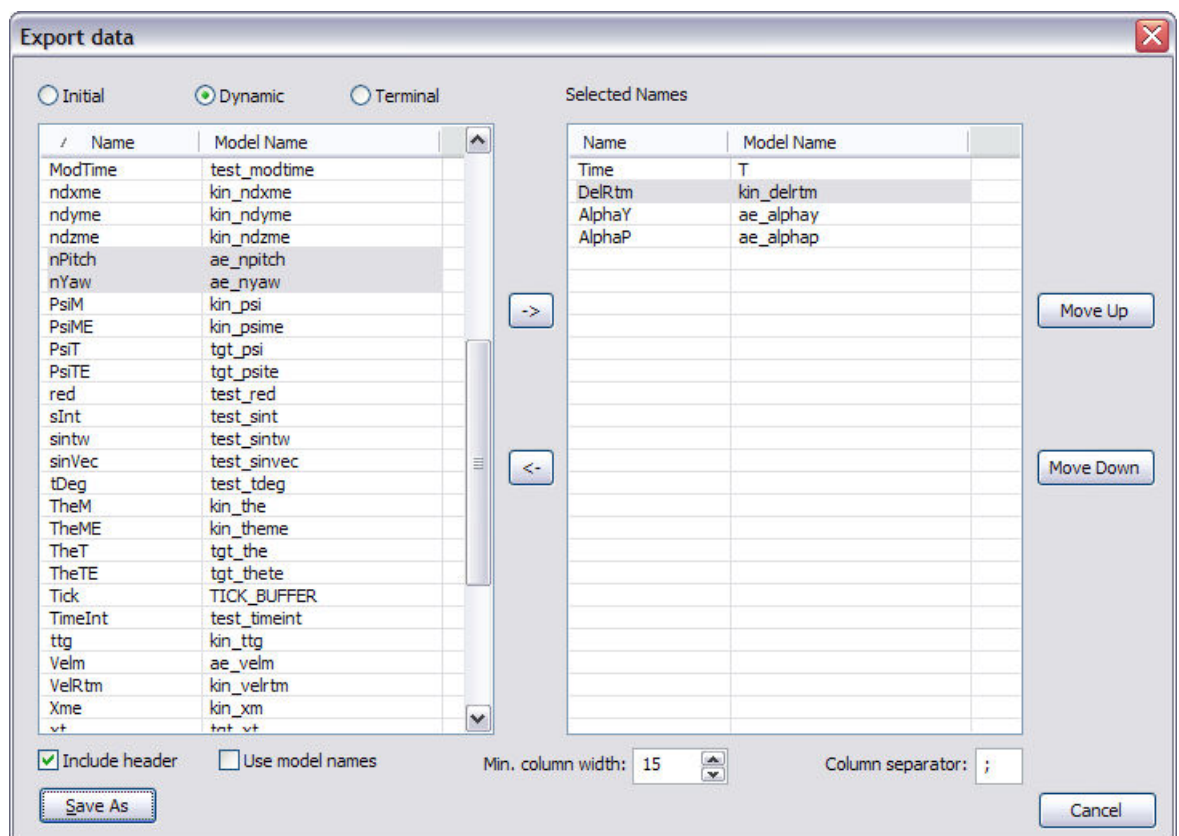 Export data
Initial Dynamic Terminal Selected Names
/ Name Model Name Name Model Name
ModTime test_modtime Time T
ndxme kin_ndxme DelRtm kin_delrtm
ndyme kin_ndyme AlphaY ae_alphay
ndzme kin_ndzme AlphaP ae_alphap
nPitch ae_npitch
nYaw ae_nyaw
PsiM kin_psi -> Move Up
PsiME kin_psime
PsiT tgt_psi
PsiTE tgt_psite
red test_red
sInt test_sint
sintw test_sintw
sinVec test_sinvec <- Move Down
tDeg test_tdeg
TheM kin_the
TheME kin_theme
TheT tgt_the
TheTE tgt_thete
Tick TICK_BUFFER
TimeInt test_timeint
ttg kin_ttg
Velm ae_velm
VelRtm kin_velrtm
Xme kin_xm
xt tgt_xt
Include header Use model names Min. column width: 15 Column separator: ;
Save As Cancel